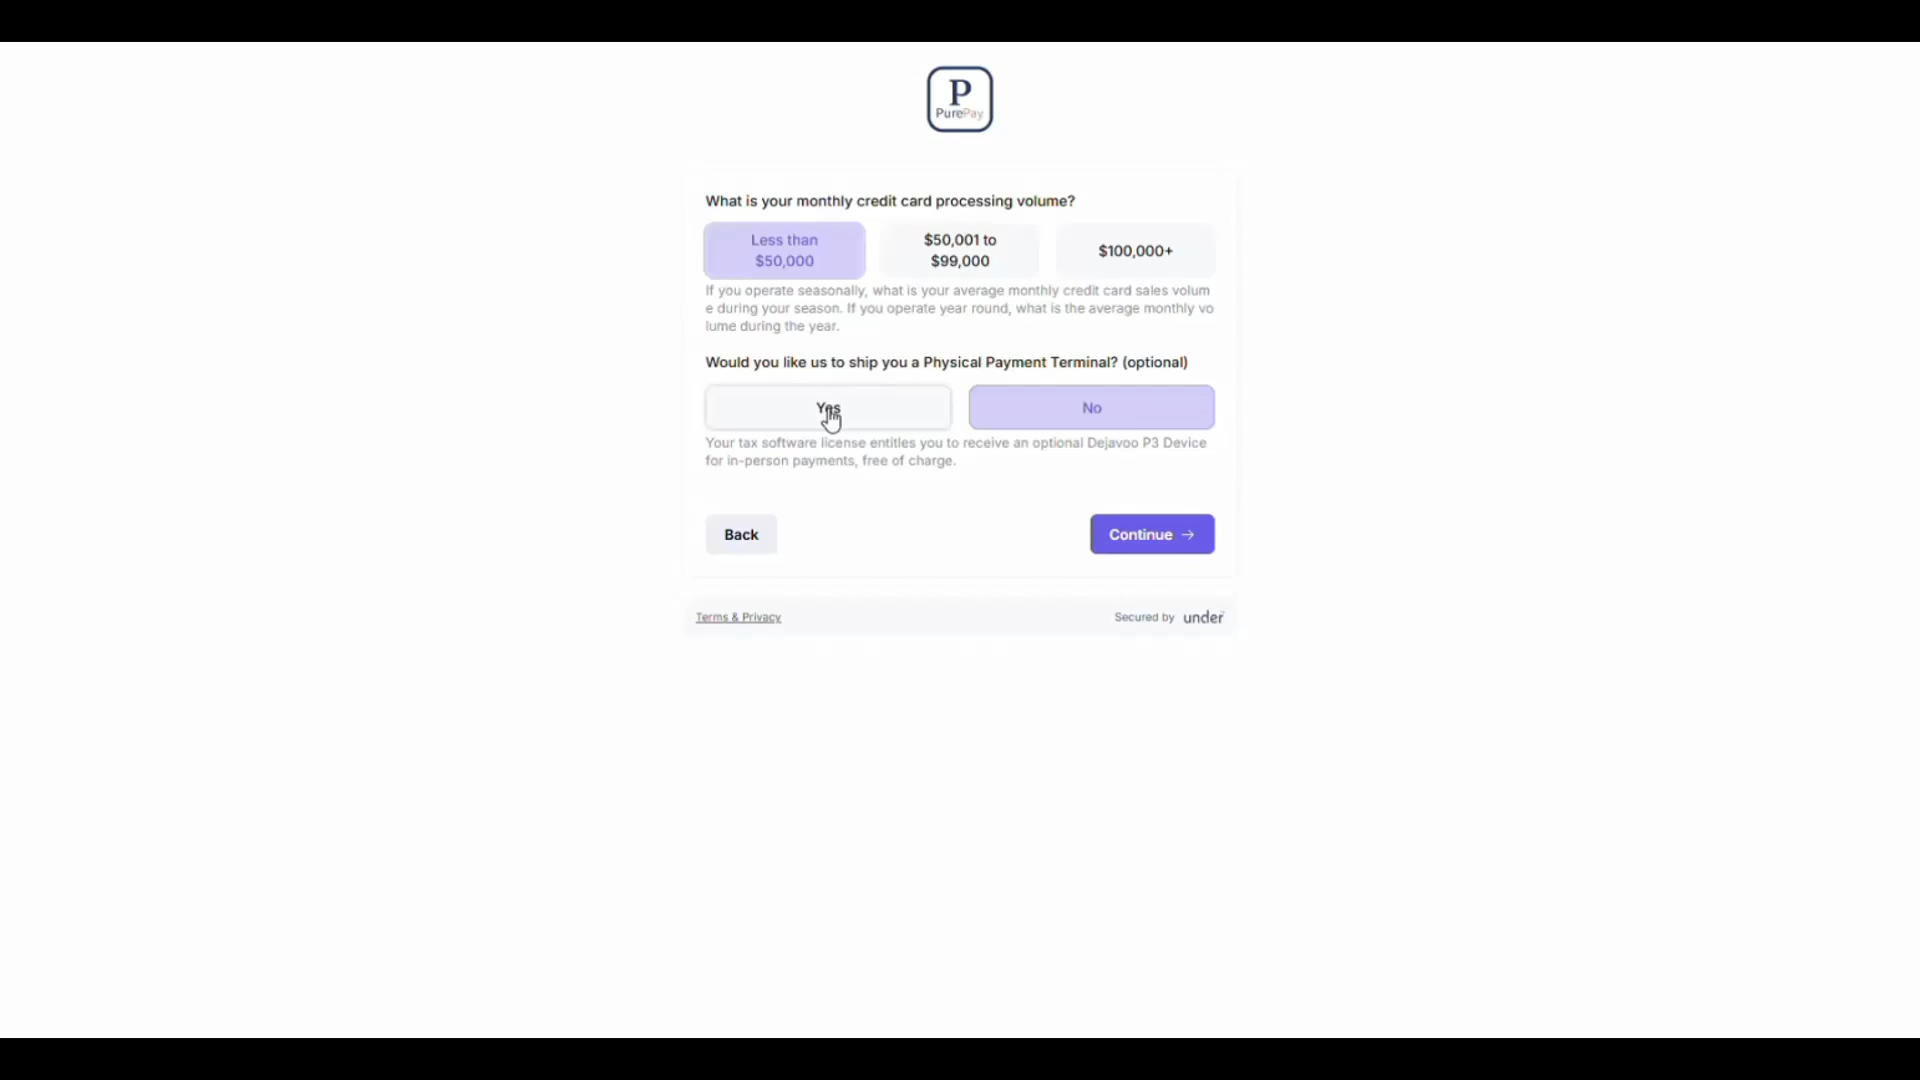 P
PurePay
What is your monthly credit card processing volume?
Less than
$50,000
$50,001 to
$99,000
$100,000+
If you operate seasonally, what is your average monthly credit card sales volum
e during your season. If you operate year round, what is the average monthly vo
lume during the year.
Would you like us to ship you a Physical Payment Terminal? (optional)
Yes
No
Your tax software license entitles you to receive an optional Dejavoo P3 Device
for in-person payments, free of charge.
Back
Continue →
Terms & Privacy
Secured by under